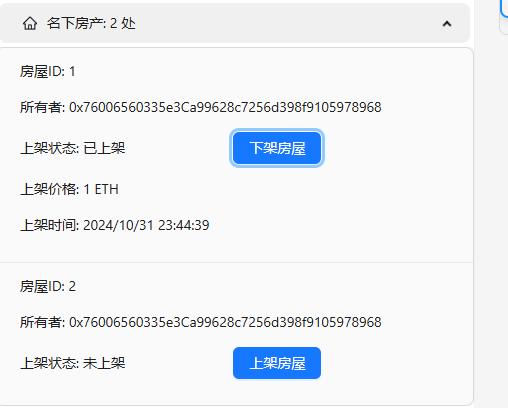 名下房产: 2 处
房屋ID: 1
所有者: 0x76006560335e3Ca99628c7256d398f9105978968
上架状态: 已上架 下架房屋
上架价格: 1 ETH
上架时间: 2024/10/31 23:44:39
房屋ID: 2
所有者: 0x76006560335e3Ca99628c7256d398f9105978968
上架状态: 未上架 上架房屋